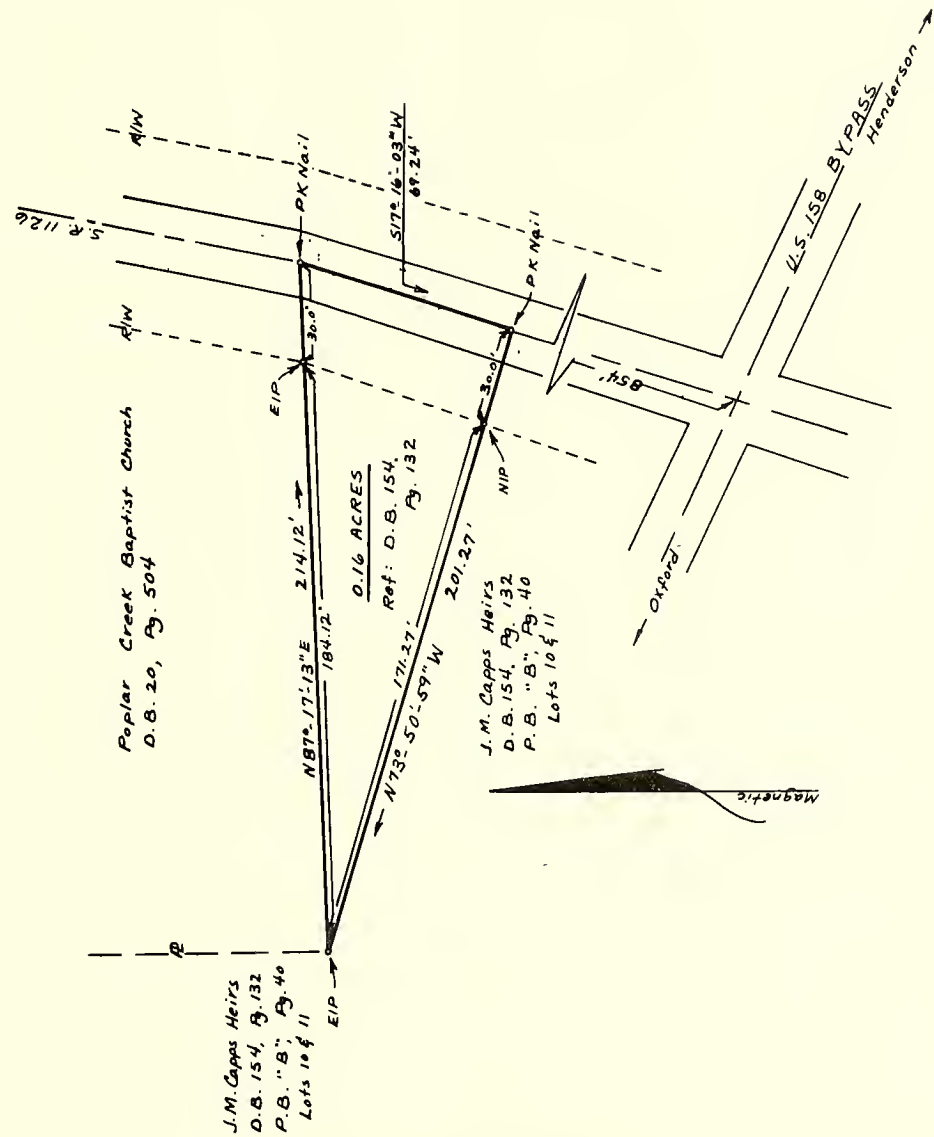 Poplar Creek Baptist Church
D.B. 20, Pg. 504
S.R. 1126
R/W
R/W
PK Nail
EIP
30.0'
S17°-16'-03"W
69.24'
214.12'
N87°-17'-13"E
184.12'
0.16 ACRES
Ref: D.B. 154,
Pg. 132
PK Nail
30.0'
NIP
171.27'
N73°-50'-59"W
201.27'
854'
U.S. 158 BYPASS
Henderson
Oxford
J.M. Capps Heirs
D.B. 154, Pg. 132
P.B. "B", Pg. 40
Lots 10 & 11
Magnetic
PL
EIP
J.M. Capps Heirs
D.B. 154, Pg. 132
P.B. "B", Pg. 40
Lots 10 & 11